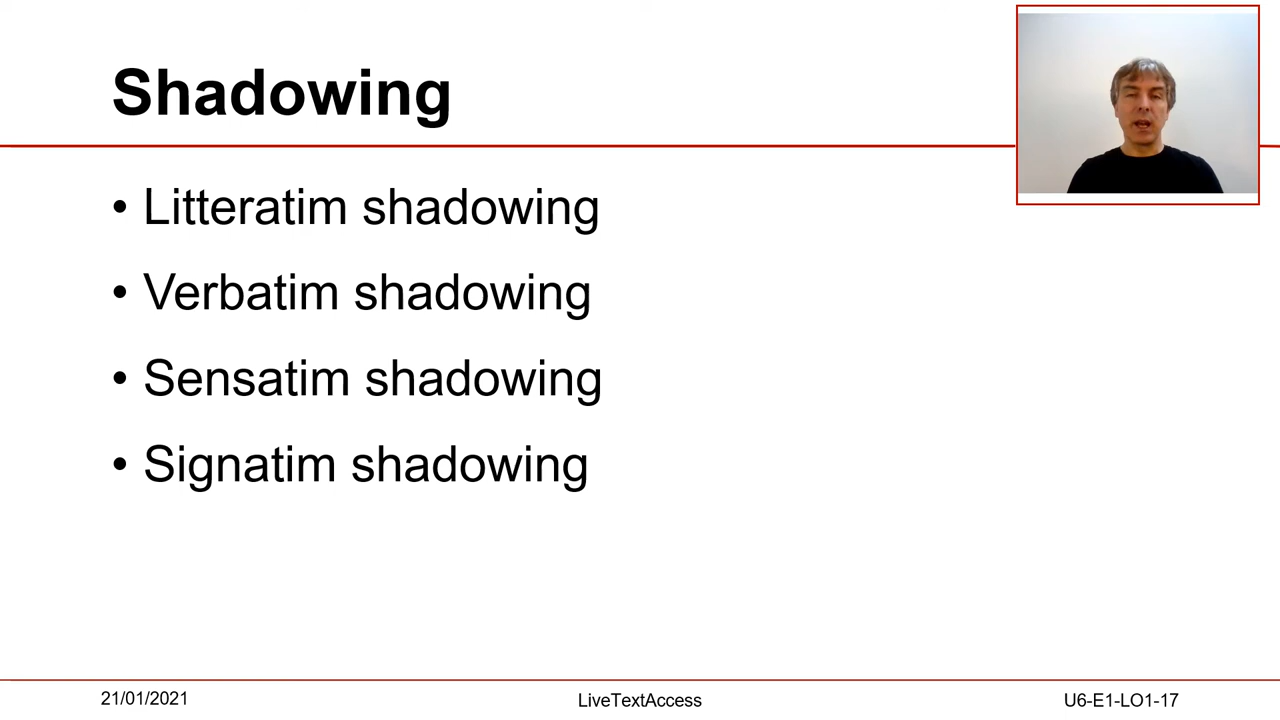 Shadowing
• Litteratim shadowing
• Verbatim shadowing
• Sensatim shadowing
• Signatim shadowing
21/01/2021
LiveTextAccess
U6-E1-LO1-17